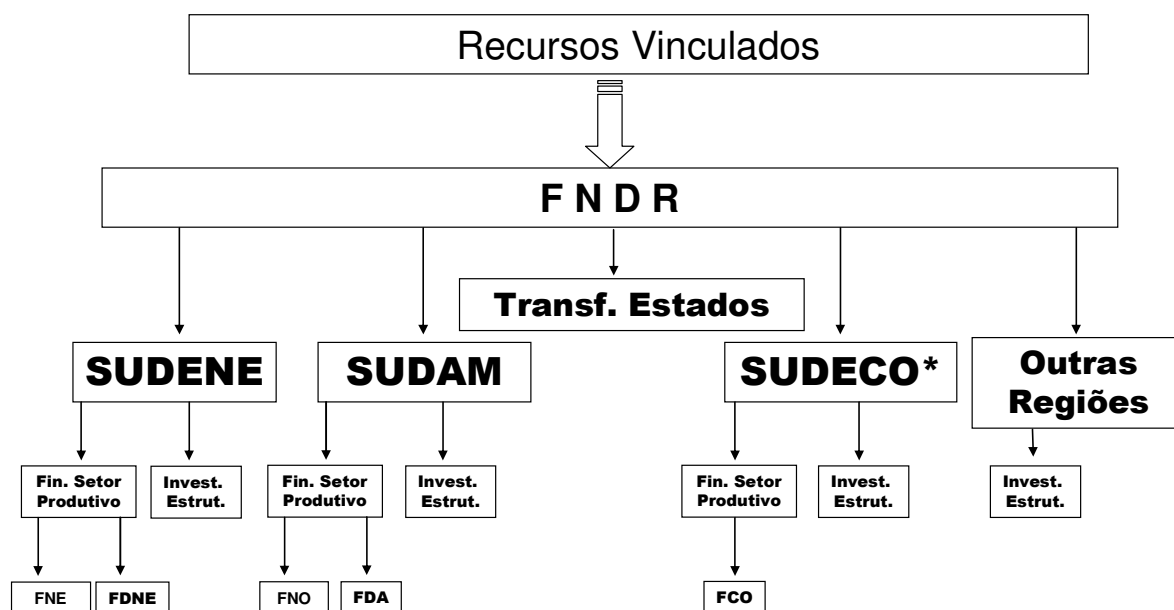 Recursos Vinculados
F N D R
Transf. Estados
SUDENE
SUDAM
SUDECO*
Outras
Regiões
Fin. Setor
Produtivo
Invest.
Estrut.
Fin. Setor
Produtivo
Invest.
Estrut.
Fin. Setor
Produtivo
Invest.
Estrut.
Invest.
Estrut.
FNE
FDNE
FNO
FDA
FCO